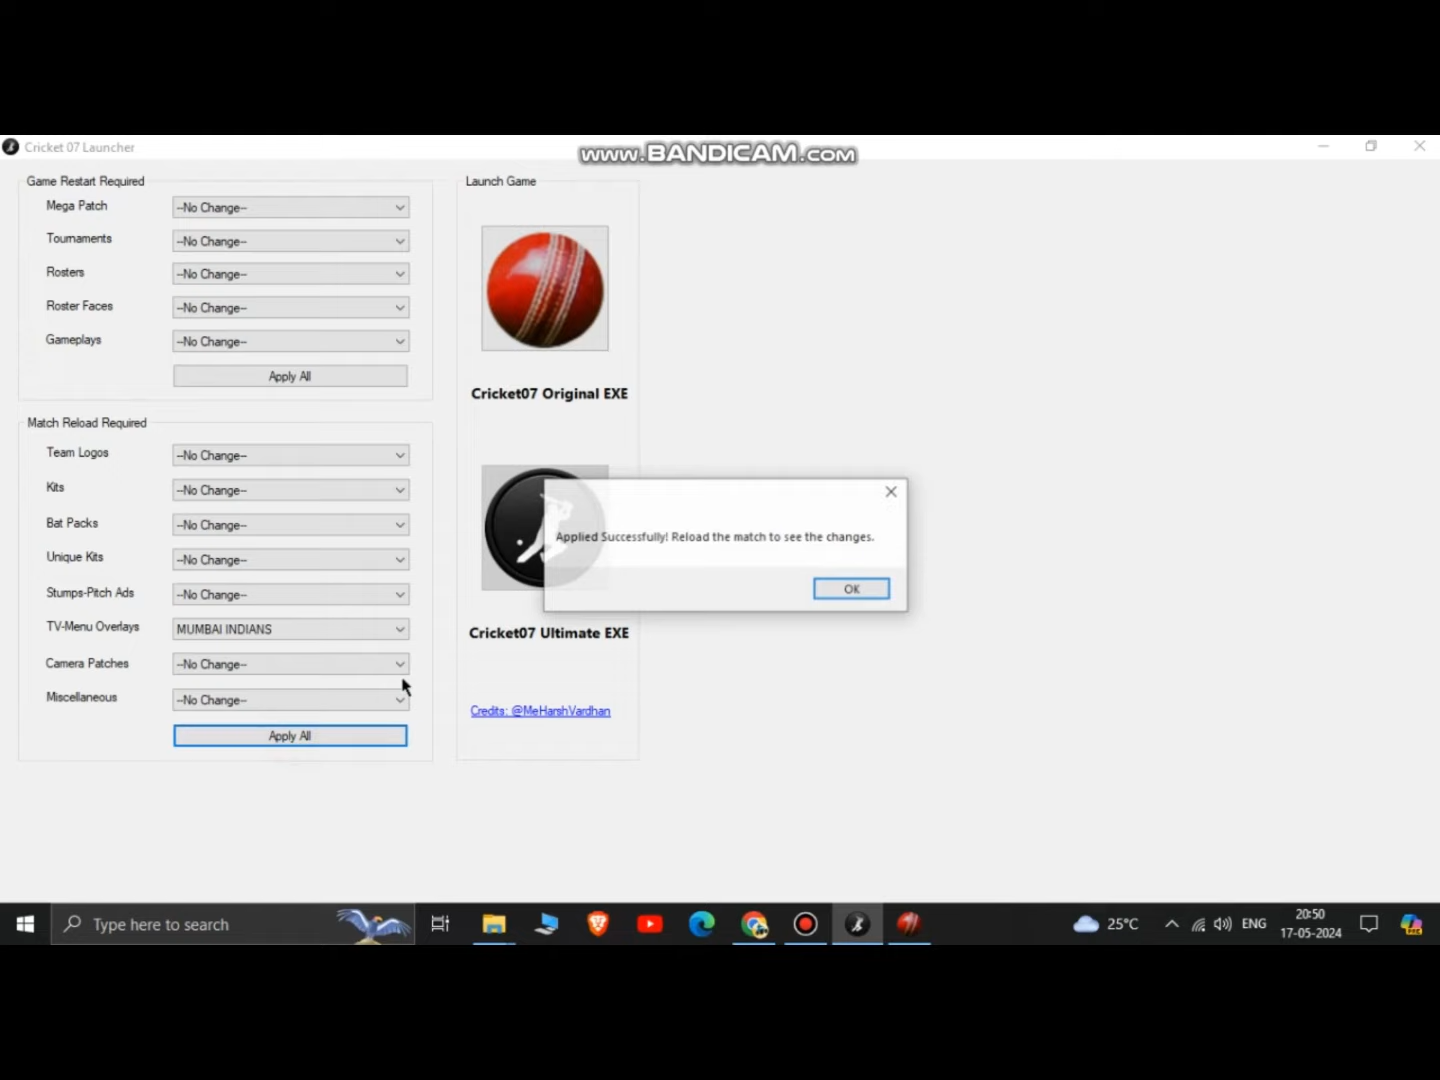 Cricket 07 Launcher
www.BANDICAM.com
Game Restart Required
Mega Patch
--No Change--
Tournaments
--No Change--
Rosters
--No Change--
Roster Faces
--No Change--
Gameplays
--No Change--
Apply All
Match Reload Required
Team Logos
--No Change--
Kits
--No Change--
Bat Packs
--No Change--
Unique Kits
--No Change--
Stumps-Pitch Ads
--No Change--
TV-Menu Overlays
MUMBAI INDIANS
Camera Patches
--No Change--
Miscellaneous
--No Change--
Apply All
Launch Game
Cricket07 Original EXE
Cricket07 Ultimate EXE
Credits: @MeHarshVardhan
Applied Successfully! Reload the match to see the changes.
OK
Type here to search
25°C
ENG
20:50
17-05-2024